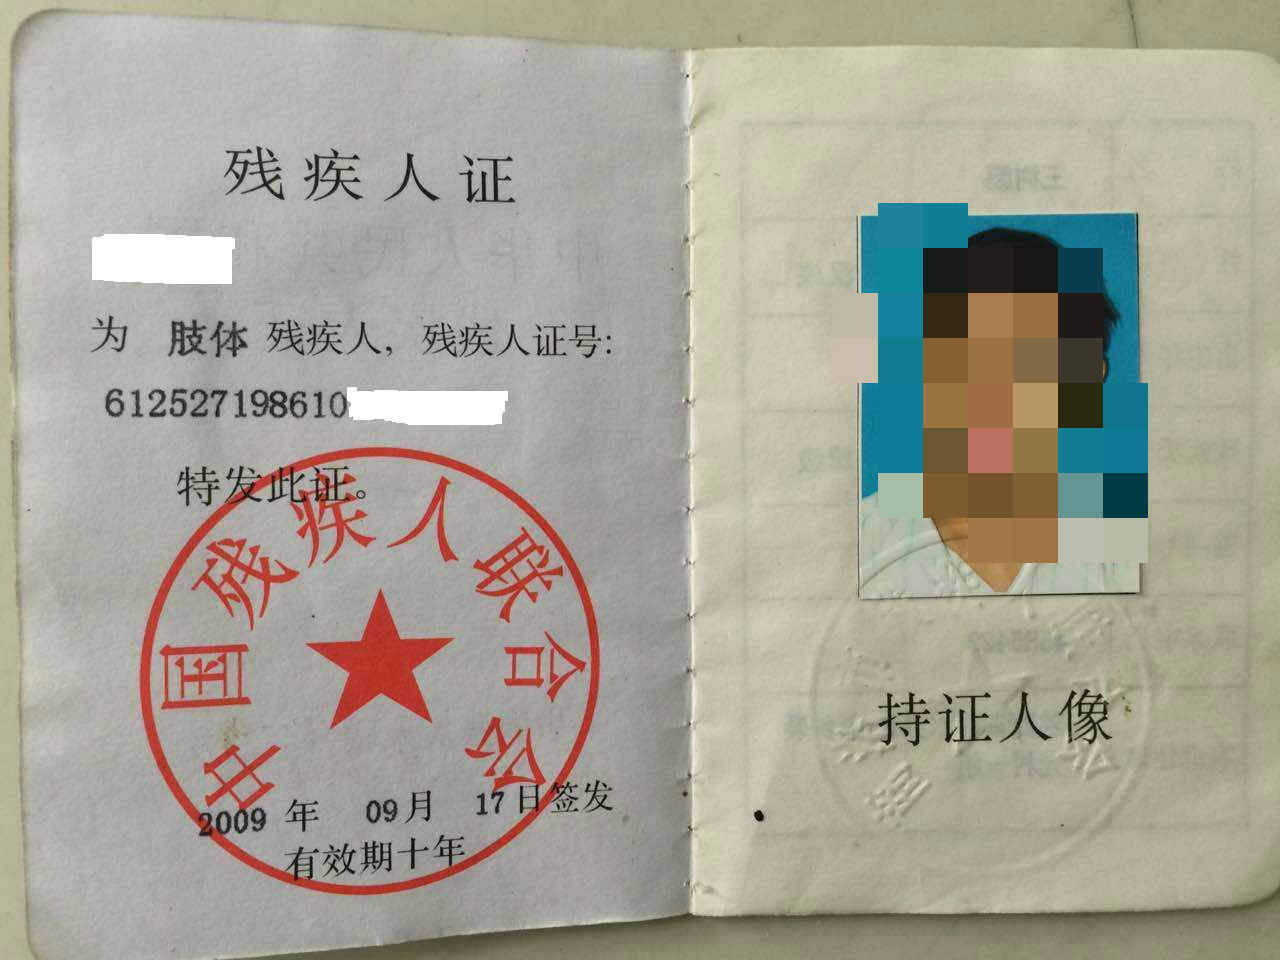 残疾人证
为 肢体 残疾人，残疾人证号:
612527198610
特发此证。
中国残疾人联合会
2009 年 09月 17日签发
有效期十年
持证人像